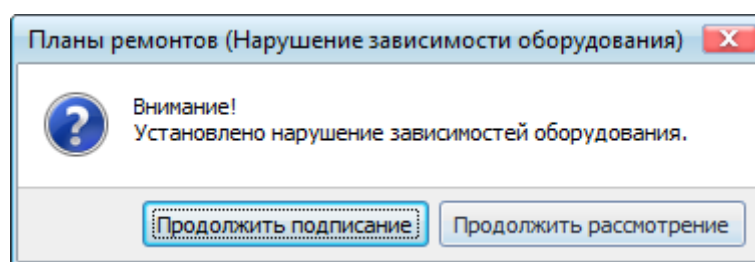 Планы ремонтов (Нарушение зависимости оборудования)
Внимание!
Установлено нарушение зависимостей оборудования.
Продолжить подписание
Продолжить рассмотрение